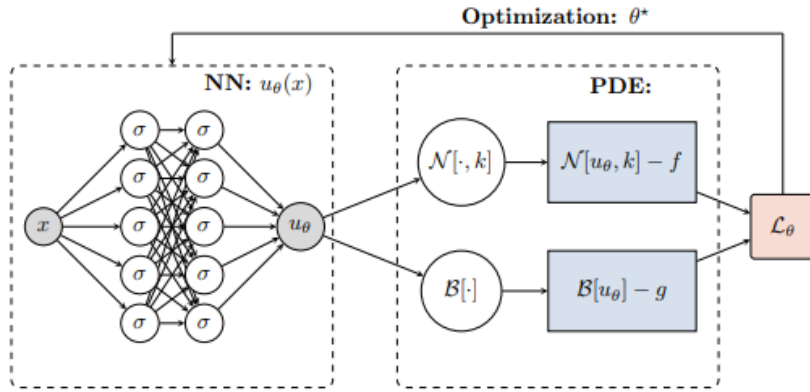 Optimization: θ⋆
NN: u_θ(x)
PDE:
σ σ
σ σ
x σ σ u_θ
σ σ
σ σ
𝒩[·, k] 𝒩[u_θ, k] − f
ℬ[·] ℬ[u_θ] − g
ℒ_θ